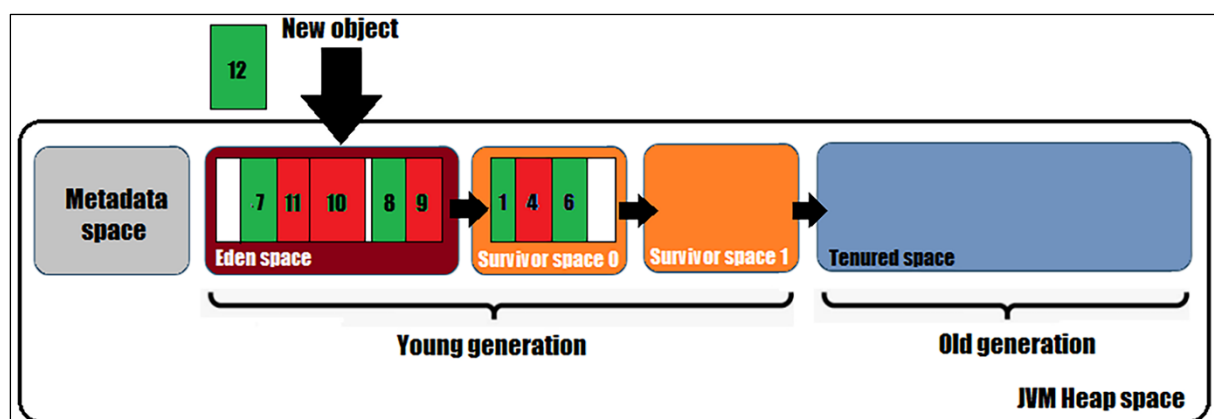 New object
12
Metadata
space
7
11
10
8
9
Eden space
1
4
6
Survivor space 0
Survivor space 1
Tenured space
Young generation
Old generation
JVM Heap space